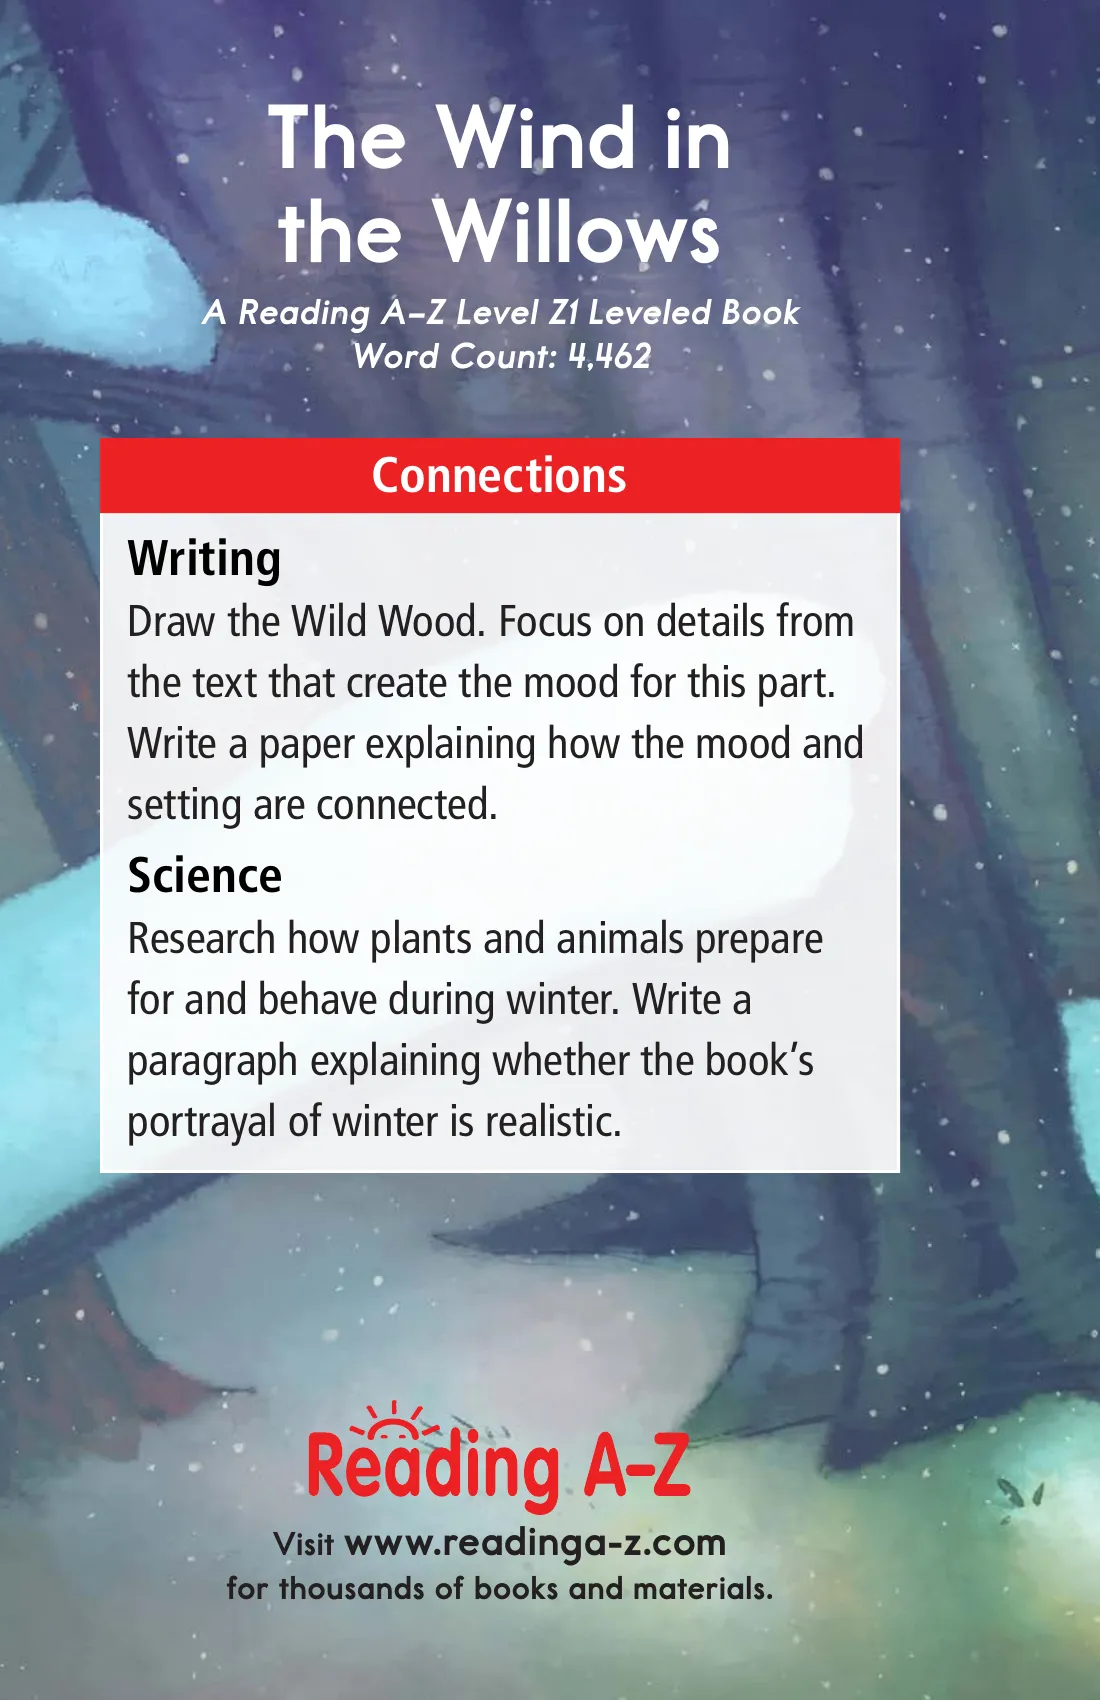 The Wind in
the Willows
A Reading A–Z Level Z1 Leveled Book
Word Count: 4,462
Connections
Writing
Draw the Wild Wood. Focus on details from
the text that create the mood for this part.
Write a paper explaining how the mood and
setting are connected.
Science
Research how plants and animals prepare
for and behave during winter. Write a
paragraph explaining whether the book’s
portrayal of winter is realistic.
Reading A–Z
Visit www.readinga-z.com
for thousands of books and materials.